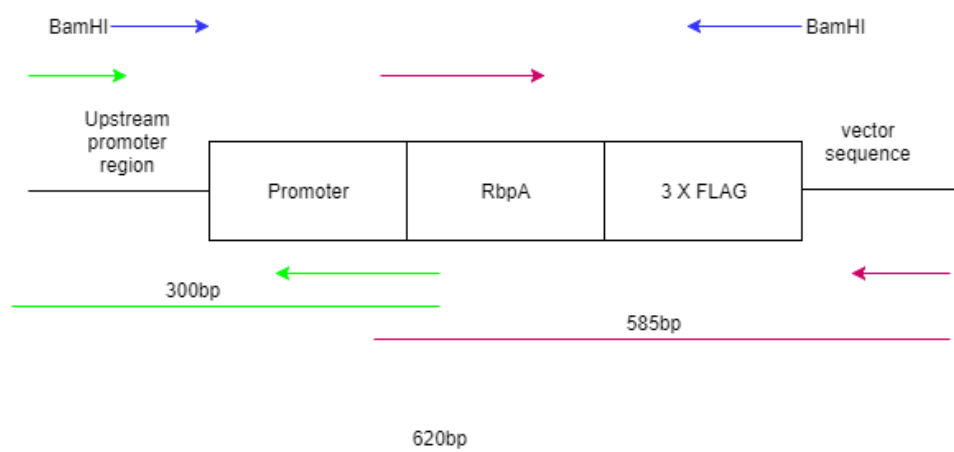 BamHI
BamHI
Upstream
promoter
region
vector
sequence
Promoter
RbpA
3 X FLAG
300bp
585bp
620bp